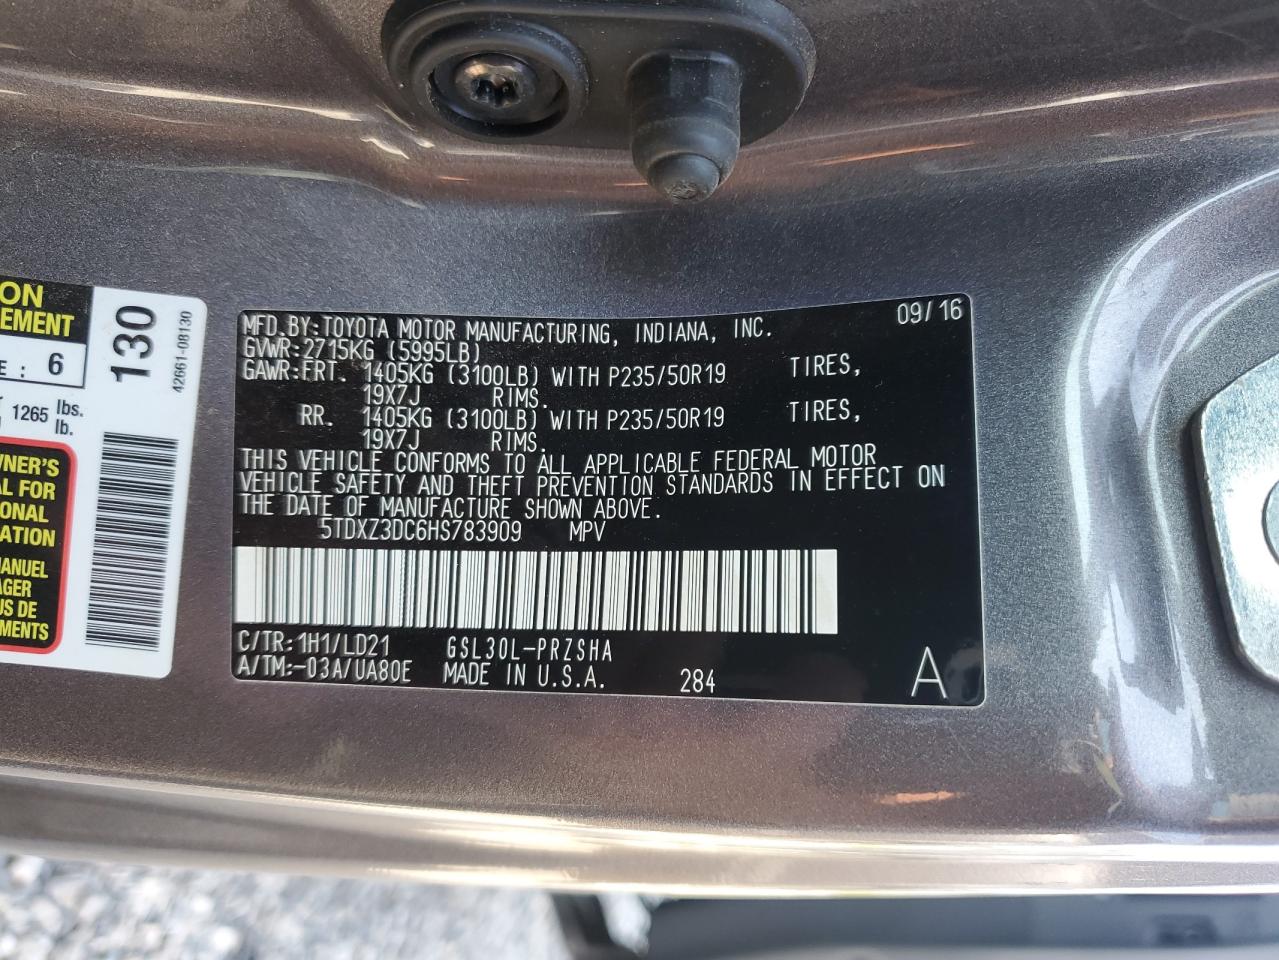 ON
EMENT
E : 6
1265 lbs.
lb.
130
42661-08130
WNER'S
AL FOR
ONAL
ATION
MANUEL
AGER
US DE
MENTS
MFD. BY: TOYOTA MOTOR MANUFACTURING, INDIANA, INC. 09/16
GVWR: 2715KG (5995LB)
GAWR: FRT. 1405KG (3100LB) WITH P235/50R19 TIRES,
19X7J RIMS.
RR. 1405KG (3100LB) WITH P235/50R19 TIRES,
19X7J RIMS.
THIS VEHICLE CONFORMS TO ALL APPLICABLE FEDERAL MOTOR
VEHICLE SAFETY AND THEFT PREVENTION STANDARDS IN EFFECT ON
THE DATE OF MANUFACTURE SHOWN ABOVE.
5TDXZ3DC6HS783909 MPV
C/TR: 1H1/LD21 GSL30L-PRZSHA
A/TM: -03A/UA80E MADE IN U.S.A. 284 A